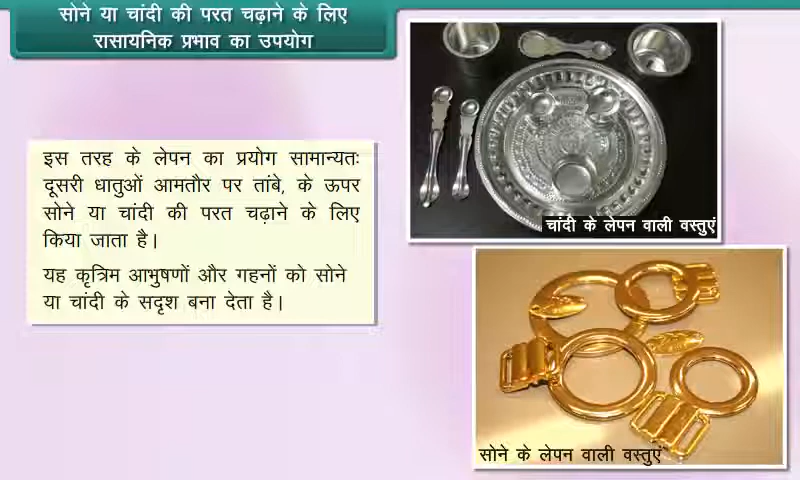 सोने या चांदी की परत चढ़ाने के लिए
रासायनिक प्रभाव का उपयोग
इस तरह के लेपन का प्रयोग सामान्यतः
दूसरी धातुओं आमतौर पर तांबे, के ऊपर
सोने या चांदी की परत चढ़ाने के लिए
किया जाता है।
यह कृत्रिम आभुषणों और गहनों को सोने
या चांदी के सदृश बना देता है।
चांदी के लेपन वाली वस्तुएं
सोने के लेपन वाली वस्तुएं